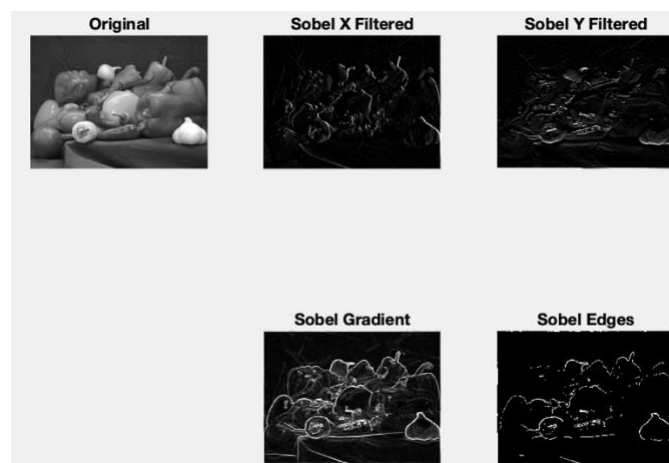 Original
Sobel X Filtered
Sobel Y Filtered
Sobel Gradient
Sobel Edges